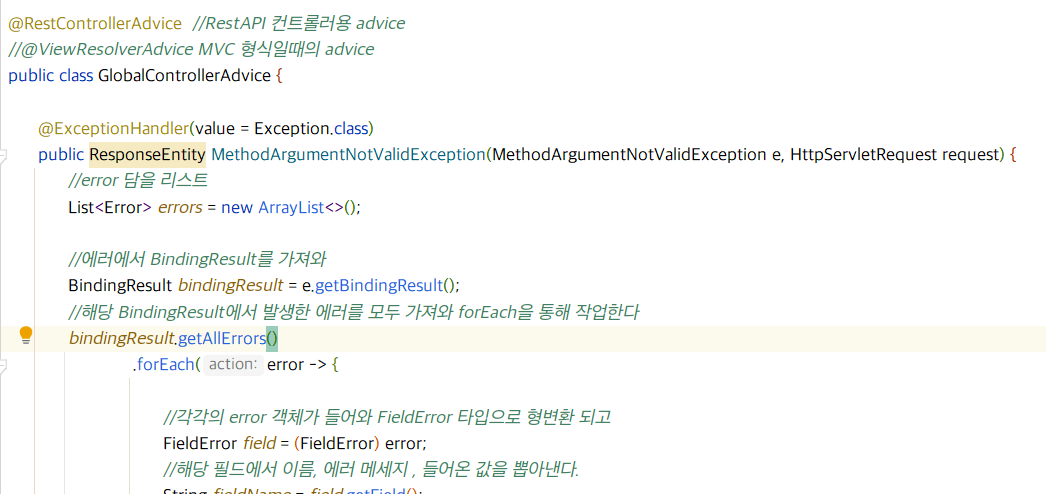 @RestControllerAdvice //RestAPI 컨트롤러용 advice
//@ViewResolverAdvice MVC 형식일때의 advice
public class GlobalControllerAdvice {
@ExceptionHandler(value = Exception.class)
public ResponseEntity MethodArgumentNotValidException(MethodArgumentNotValidException e, HttpServletRequest request) {
//error 담을 리스트
List<Error> errors = new ArrayList<>();
//에러에서 BindingResult를 가져와
BindingResult bindingResult = e.getBindingResult();
//해당 BindingResult에서 발생한 에러를 모두 가져와 forEach을 통해 작업한다
bindingResult.getAllErrors()
.forEach( action: error -> {
//각각의 error 객체가 들어와 FieldError 타입으로 형변환 되고
FieldError field = (FieldError) error;
//해당 필드에서 이름, 에러 메세지 , 들어온 값을 뽑아낸다.
String fieldName = field.getField();